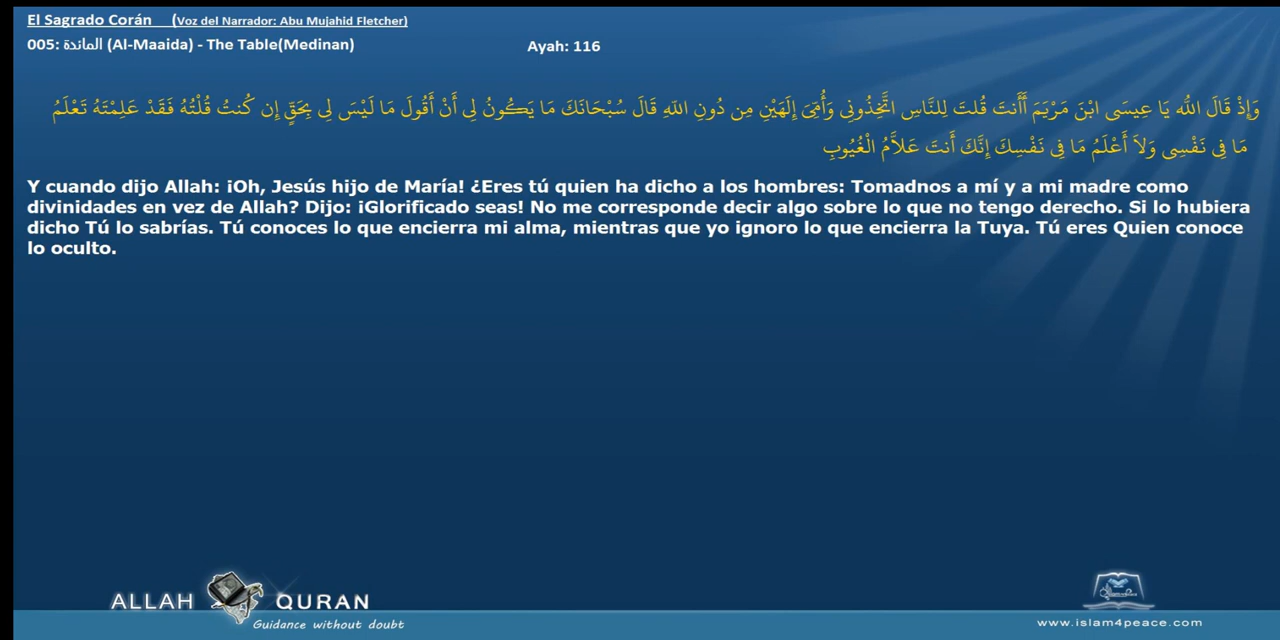 El Sagrado Corán (Voz del Narrador: Abu Mujahid Fletcher)
005: المائدة (Al-Maaida) - The Table(Medinan) Ayah: 116
وَإِذْ قَالَ اللّهُ يَا عِيسَى ابْنَ مَرْيَمَ أَأَنتَ قُلتَ لِلنَّاسِ اتَّخِذُونِي وَأُمِّيَ إِلَهَيْنِ مِن دُونِ اللّهِ قَالَ سُبْحَانَكَ مَا يَكُونُ لِي أَنْ أَقُولَ مَا لَيْسَ لِي بِحَقٍّ إِن كُنتُ قُلْتُهُ فَقَدْ عَلِمْتَهُ تَعْلَمُ
مَا فِي نَفْسِي وَلاَ أَعْلَمُ مَا فِي نَفْسِكَ إِنَّكَ أَنتَ عَلاَّمُ الْغُيُوبِ
Y cuando dijo Allah: ¡Oh, Jesús hijo de María! ¿Eres tú quien ha dicho a los hombres: Tomadnos a mí y a mi madre como
divinidades en vez de Allah? Dijo: ¡Glorificado seas! No me corresponde decir algo sobre lo que no tengo derecho. Si lo hubiera
dicho Tú lo sabrías. Tú conoces lo que encierra mi alma, mientras que yo ignoro lo que encierra la Tuya. Tú eres Quien conoce
lo oculto.
ALLAH QURAN
Guidance without doubt
www.islam4peace.com